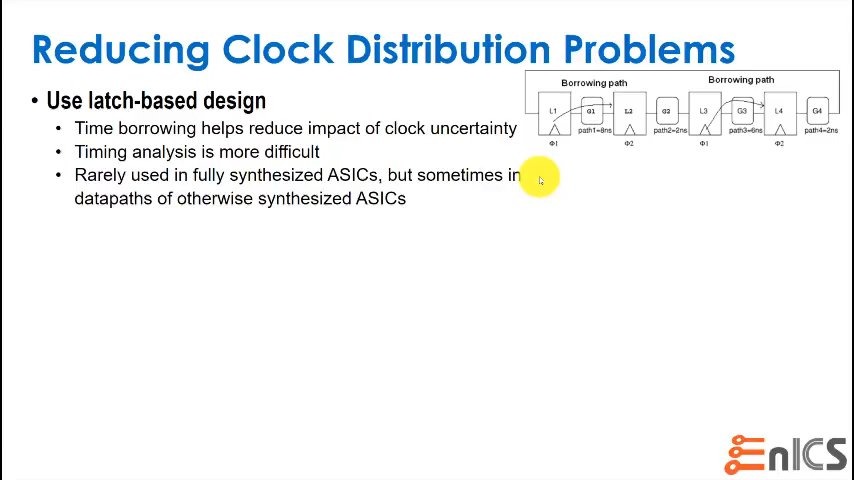 Reducing Clock Distribution Problems
• Use latch-based design
• Time borrowing helps reduce impact of clock uncertainty
• Timing analysis is more difficult
• Rarely used in fully synthesized ASICs, but sometimes in
datapaths of otherwise synthesized ASICs
Borrowing path Borrowing path
L1 G1 L2 G2 L3 G3 L4 G4
path1=8ns path2=2ns path3=6ns path4=2ns
Φ1 Φ2 Φ1 Φ2
EnICS